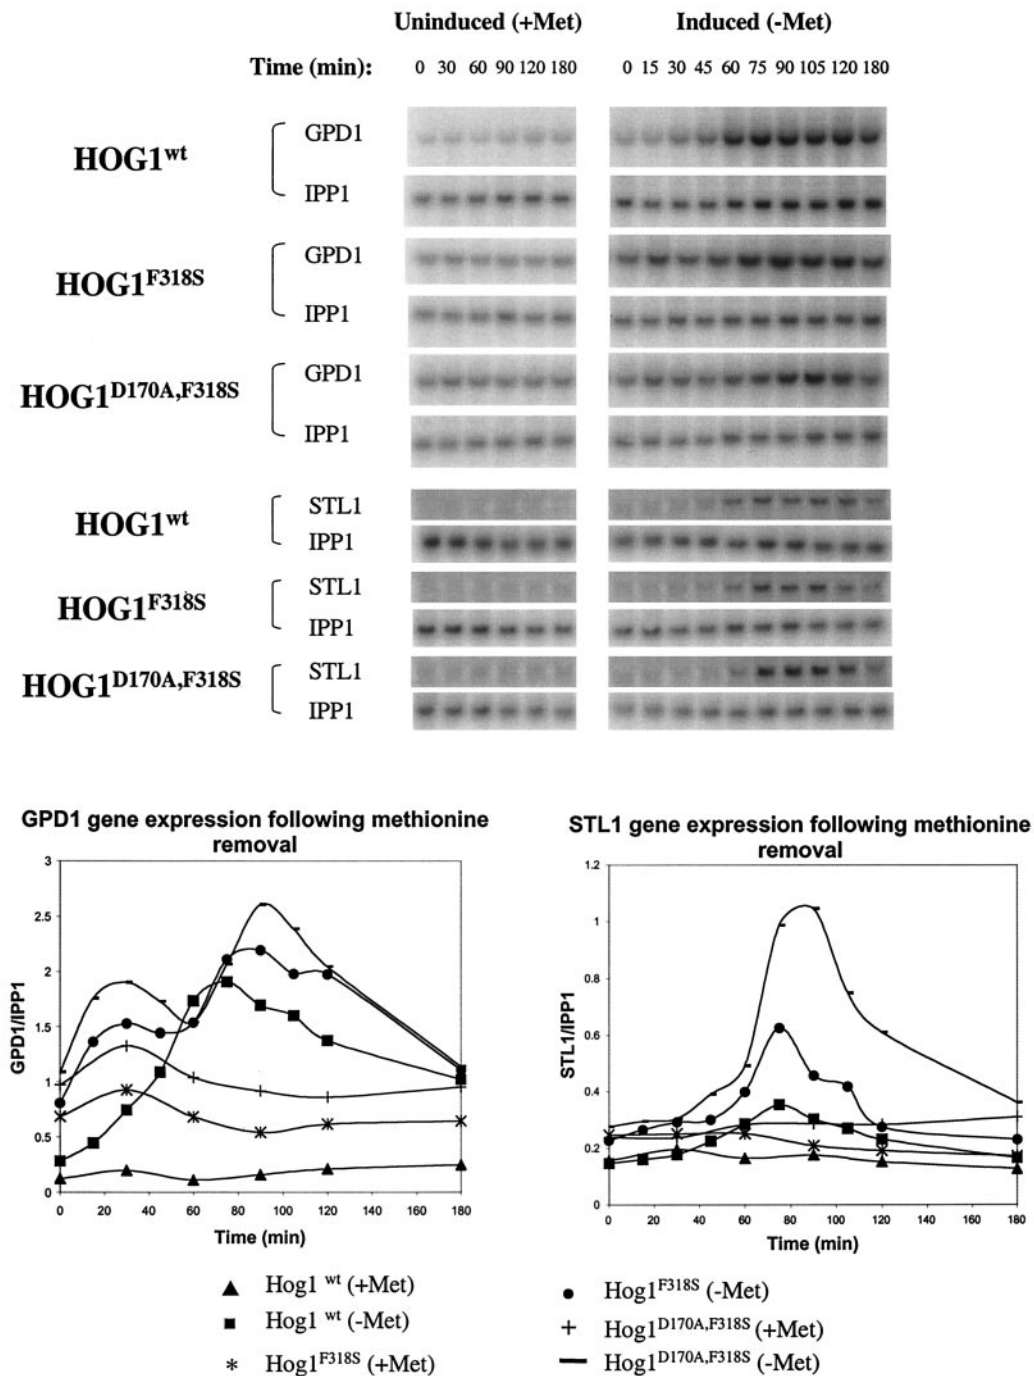 Uninduced (+Met) Induced (-Met)
Time (min): 0 30 60 90 120 180 0 15 30 45 60 75 90 105 120 180
HOG1wt
GPD1
IPP1
HOG1F318S
GPD1
IPP1
HOG1D170A,F318S
GPD1
IPP1
HOG1wt
STL1
IPP1
HOG1F318S
STL1
IPP1
HOG1D170A,F318S
STL1
IPP1
GPD1 gene expression following methionine
removal
3
2.5
2
1.5
1
0.5
0
GPD1/IPP1
0 20 40 60 80 100 120 140 160 180
Time (min)
STL1 gene expression following methionine
removal
1.2
1
0.8
0.6
0.4
0.2
0
STL1/IPP1
0 20 40 60 80 100 120 140 160 180
Time (min)
Hog1 wt (+Met)
Hog1 wt (-Met)
Hog1F318S (+Met)
Hog1F318S (-Met)
Hog1D170A,F318S (+Met)
Hog1D170A,F318S (-Met)